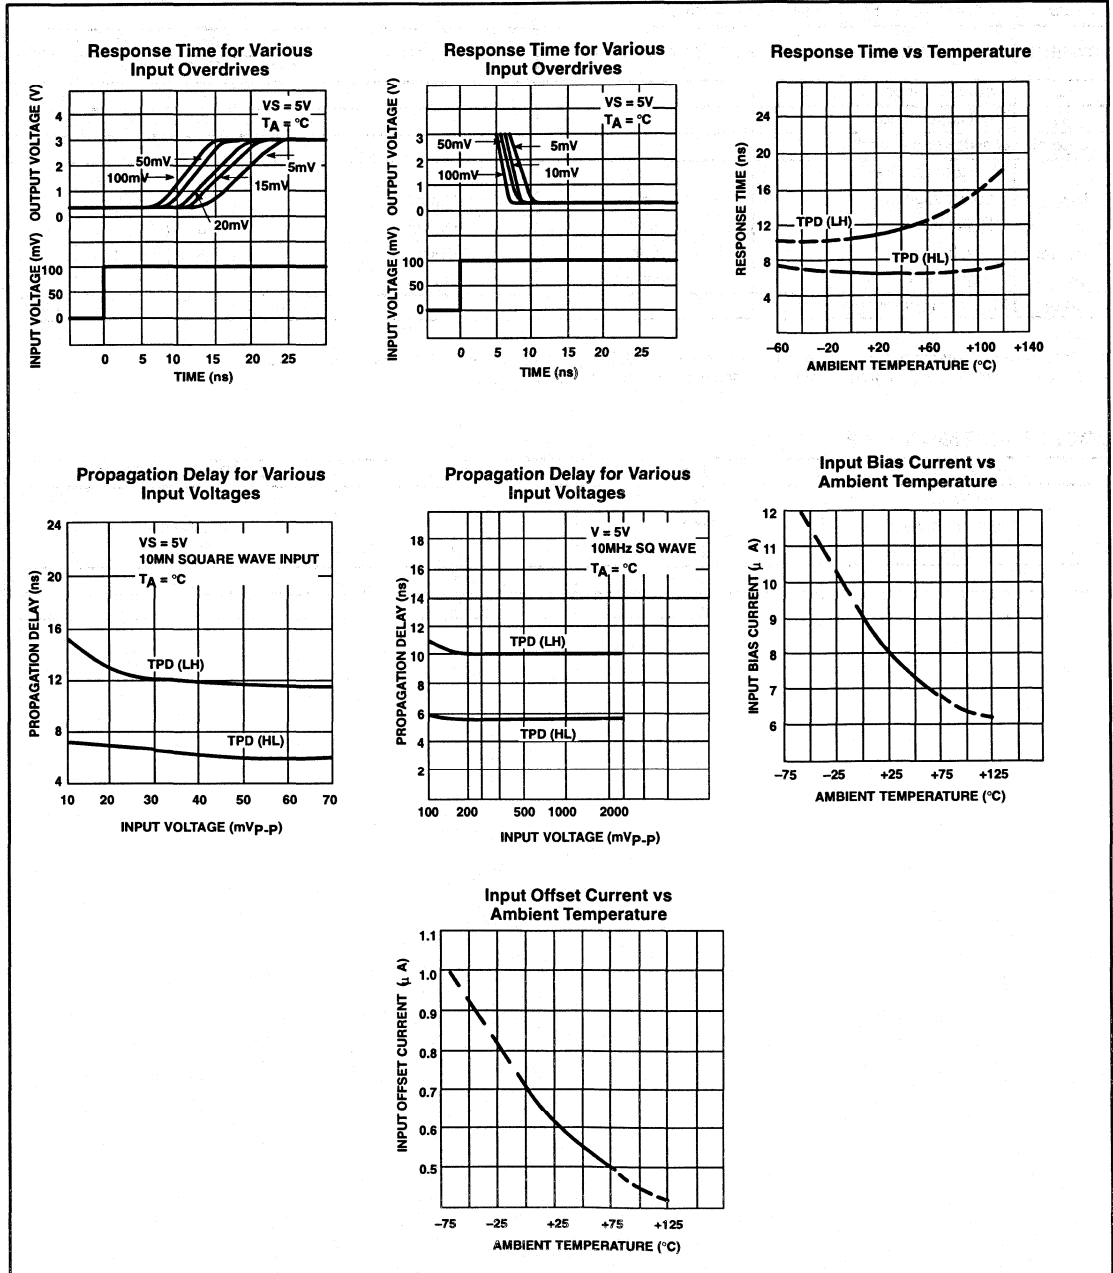 Response Time for Various
Input Overdrives
OUTPUT VOLTAGE (V)
4
3
2
1
0
VS = 5V
TA = °C
50mV
100mV
5mV
15mV
20mV
INPUT VOLTAGE (mV)
100
50
0
0 5 10 15 20 25
TIME (ns)
Response Time for Various
Input Overdrives
OUTPUT VOLTAGE (V)
4
3
2
1
0
VS = 5V
TA = °C
50mV
100mV
5mV
10mV
INPUT VOLTAGE (mV)
100
50
0
0 5 10 15 20 25
TIME (ns)
Response Time vs Temperature
RESPONSE TIME (ns)
24
20
16
12
8
4
TPD (LH)
TPD (HL)
–60 –20 +20 +60 +100 +140
AMBIENT TEMPERATURE (°C)
Propagation Delay for Various
Input Voltages
PROPAGATION DELAY (ns)
24
20
16
12
8
4
VS = 5V
10MN SQUARE WAVE INPUT
TA = °C
TPD (LH)
TPD (HL)
10 20 30 40 50 60 70
INPUT VOLTAGE (mVp-p)
Propagation Delay for Various
Input Voltages
PROPAGATION DELAY (ns)
18
16
14
12
10
8
6
4
2
V = 5V
10MHz SQ WAVE
TA = °C
TPD (LH)
TPD (HL)
100 200 500 1000 2000
INPUT VOLTAGE (mVp-p)
Input Bias Current vs
Ambient Temperature
INPUT BIAS CURRENT (μ A)
12
11
10
9
8
7
6
–75 –25 +25 +75 +125
AMBIENT TEMPERATURE (°C)
Input Offset Current vs
Ambient Temperature
INPUT OFFSET CURRENT (μ A)
1.1
1.0
0.9
0.8
0.7
0.6
0.5
–75 –25 +25 +75 +125
AMBIENT TEMPERATURE (°C)